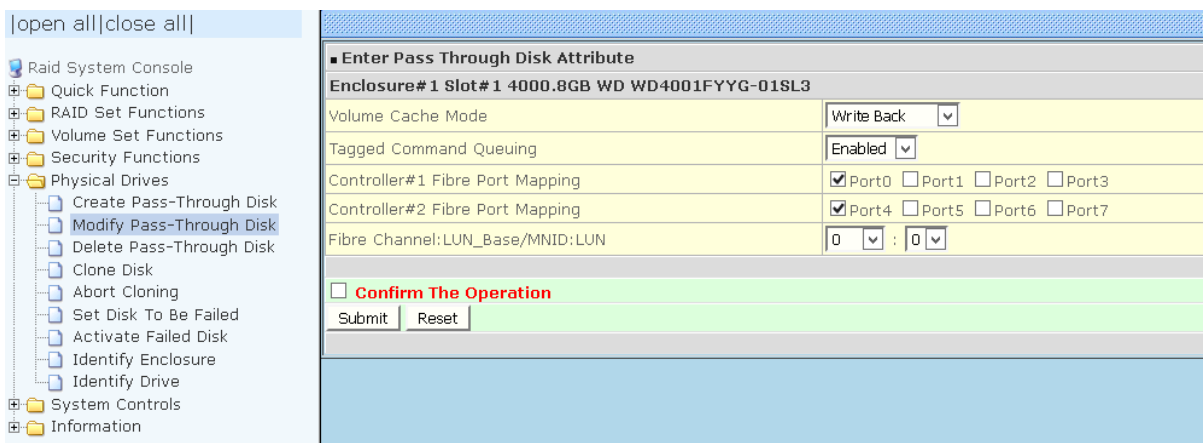 |open all|close all|
Raid System Console
Quick Function
RAID Set Functions
Volume Set Functions
Security Functions
Physical Drives
Create Pass-Through Disk
Modify Pass-Through Disk
Delete Pass-Through Disk
Clone Disk
Abort Cloning
Set Disk To Be Failed
Activate Failed Disk
Identify Enclosure
Identify Drive
System Controls
Information
Enter Pass Through Disk Attribute
Enclosure#1 Slot#1 4000.8GB WD WD4001FYYG-01SL3
Volume Cache Mode Write Back
Tagged Command Queuing Enabled
Controller#1 Fibre Port Mapping Port0 Port1 Port2 Port3
Controller#2 Fibre Port Mapping Port4 Port5 Port6 Port7
Fibre Channel:LUN_Base/MNID:LUN 0 : 0
Confirm The Operation
Submit Reset